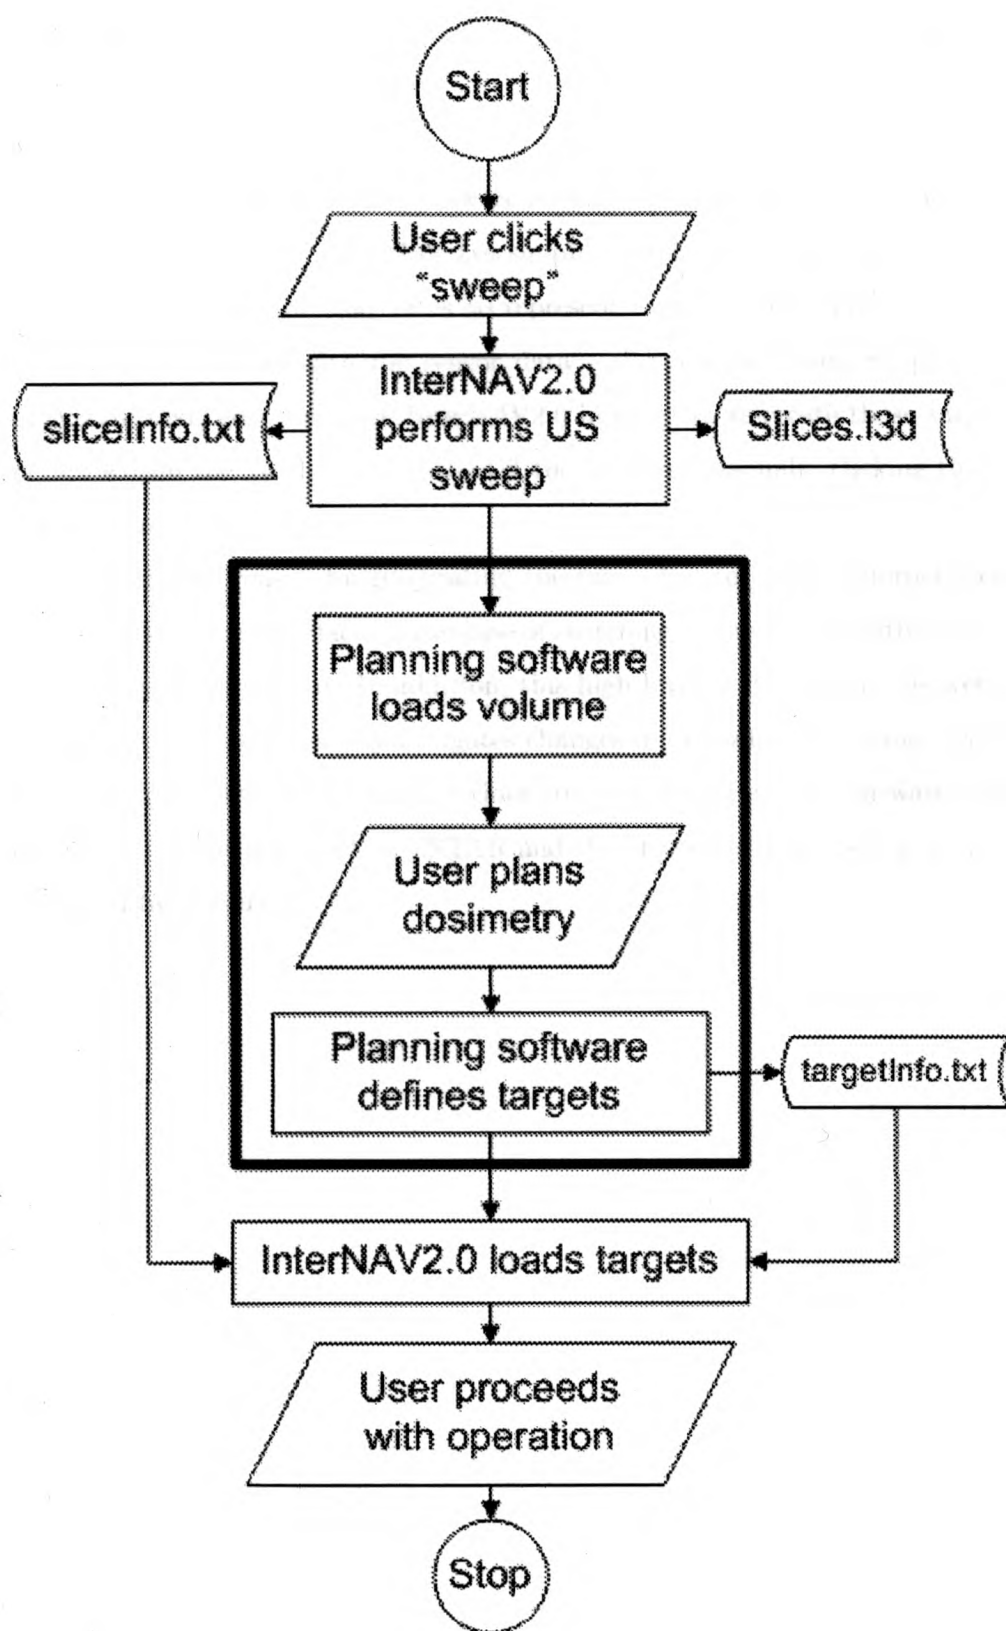 Start
User clicks
"sweep"
InterNAV2.0
performs US
sweep
sliceInfo.txt
Slices.i3d
Planning software
loads volume
User plans
dosimetry
Planning software
defines targets
targetInfo.txt
InterNAV2.0 loads targets
User proceeds
with operation
Stop